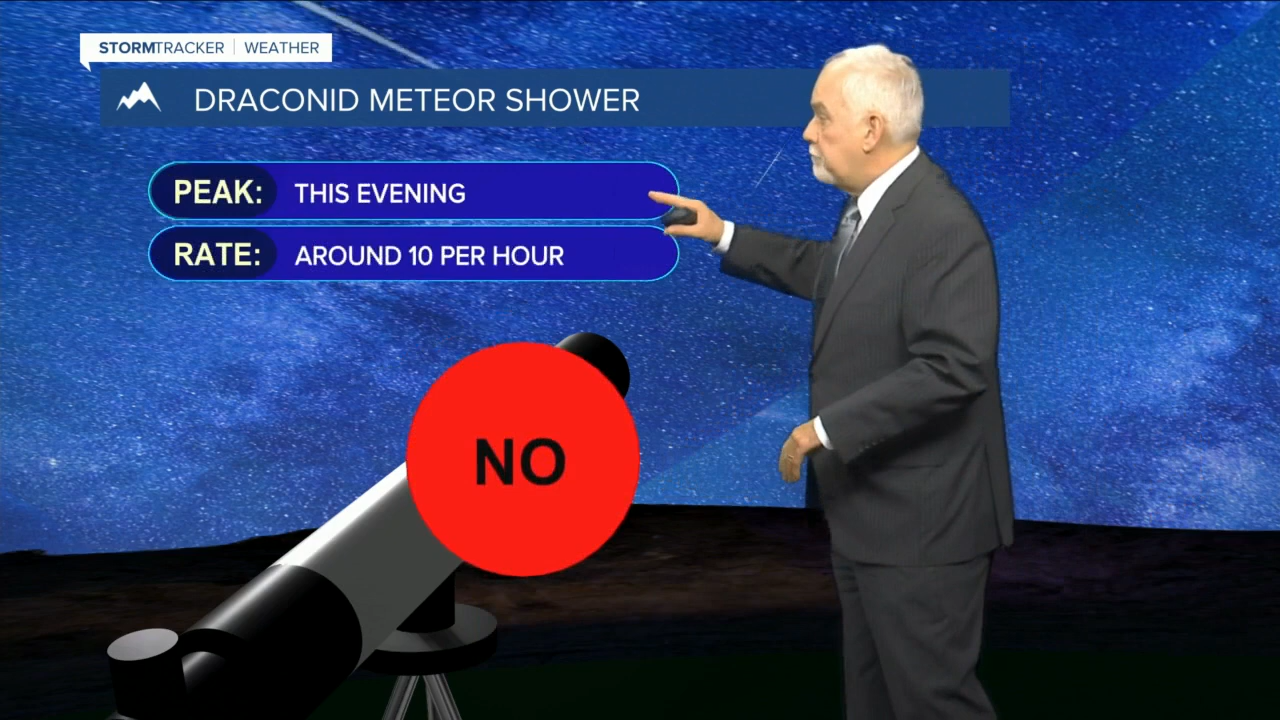 STORMTRACKER | WEATHER
DRACONID METEOR SHOWER
PEAK: THIS EVENING
RATE: AROUND 10 PER HOUR
NO